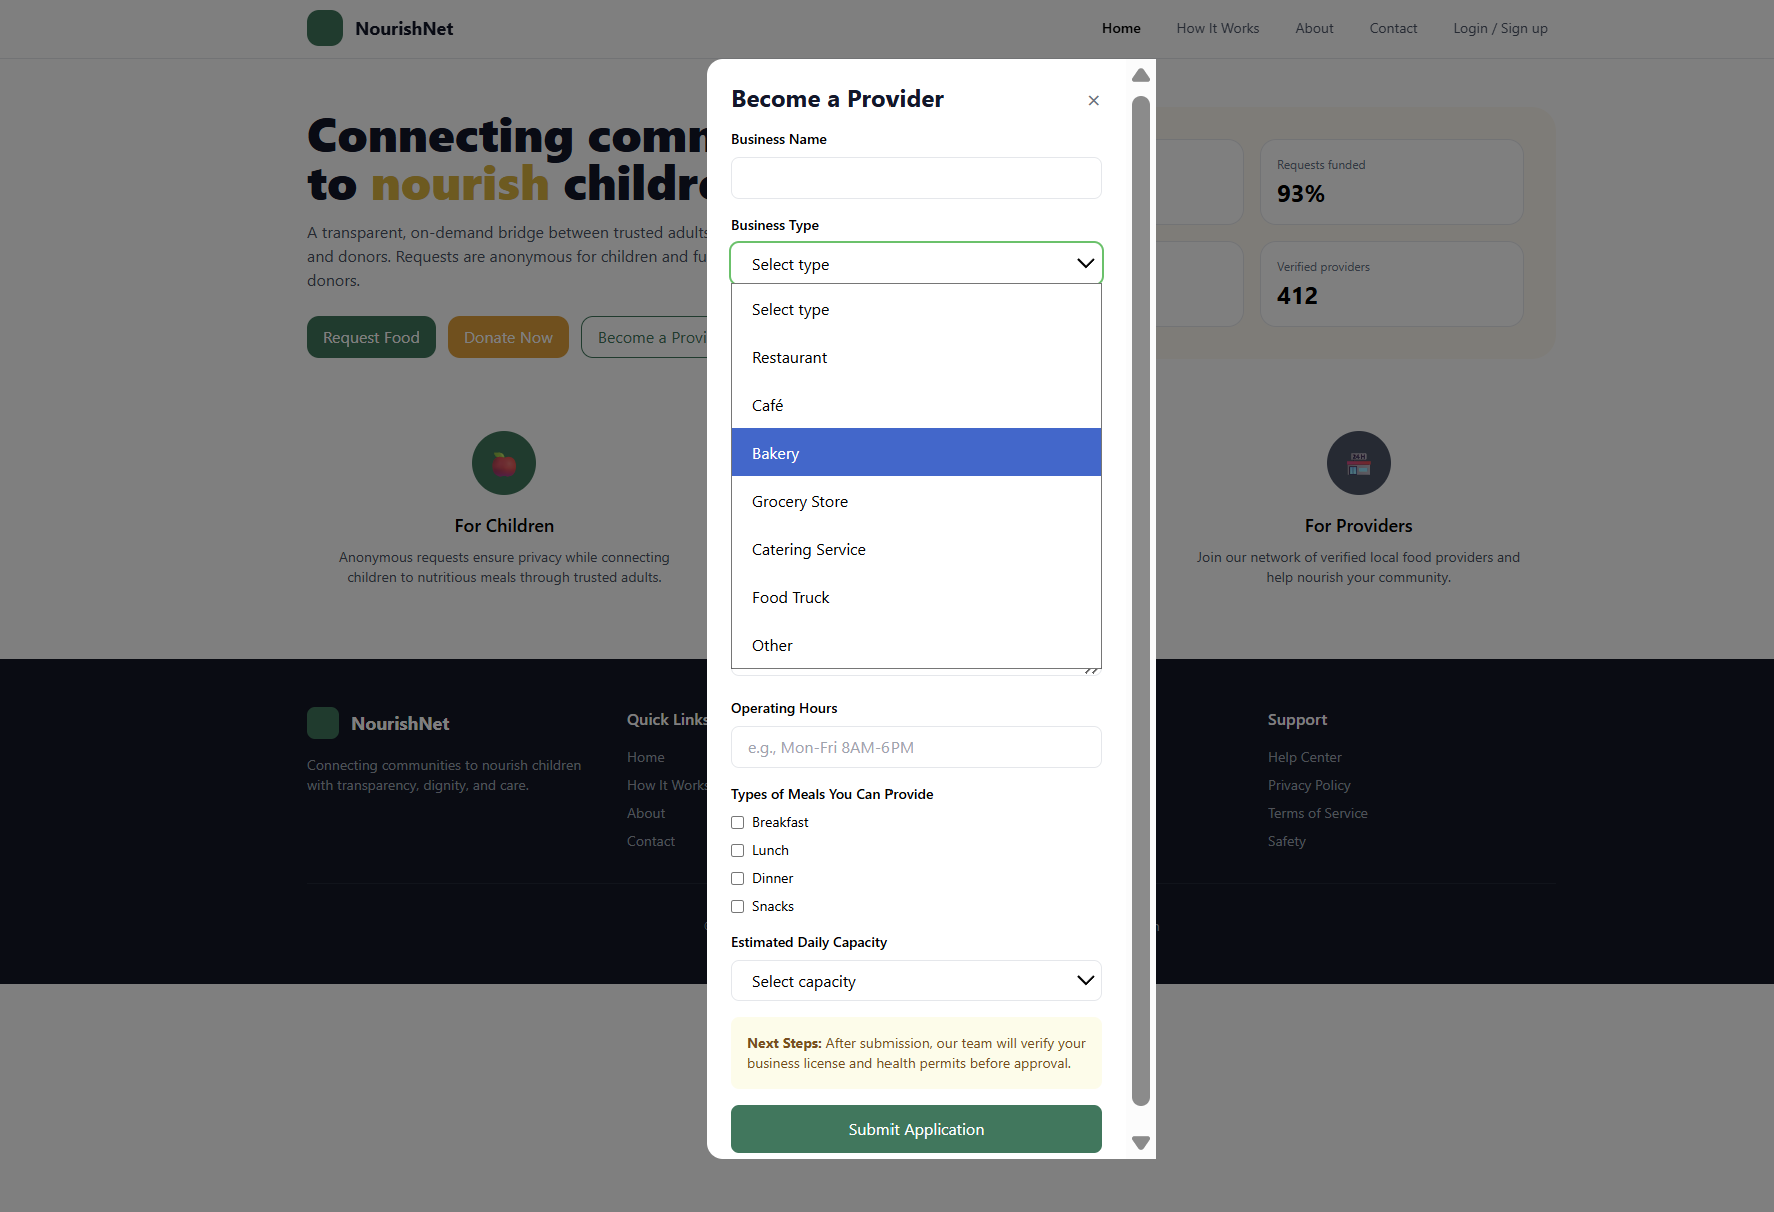 NourishNet
Home
How It Works
About
Contact
Login / Sign up
Connecting comm
to nourish childre
A transparent, on-demand bridge between trusted adults
and donors. Requests are anonymous for children and fu
donors.
Request Food
Donate Now
Become a Provi
Requests funded
93%
Verified providers
412
Become a Provider
×
Business Name
Business Type
Select type
Select type
Restaurant
Café
Bakery
Grocery Store
Catering Service
Food Truck
Other
Operating Hours
e.g., Mon-Fri 8AM-6PM
Types of Meals You Can Provide
Breakfast
Lunch
Dinner
Snacks
Estimated Daily Capacity
Select capacity
Next Steps: After submission, our team will verify your
business license and health permits before approval.
Submit Application
For Children
Anonymous requests ensure privacy while connecting
children to nutritious meals through trusted adults.
For Providers
Join our network of verified local food providers and
help nourish your community.
NourishNet
Connecting communities to nourish children
with transparency, dignity, and care.
Quick Links
Home
How It Works
About
Contact
Support
Help Center
Privacy Policy
Terms of Service
Safety